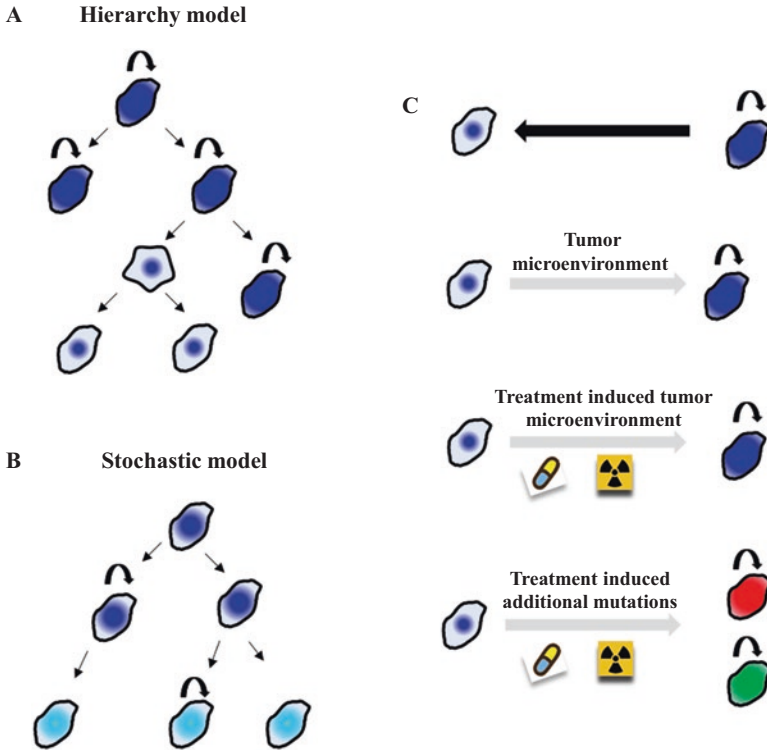 A Hierarchy model
C
Tumor
microenvironment
Treatment induced tumor
microenvironment
B Stochastic model
Treatment induced
additional mutations